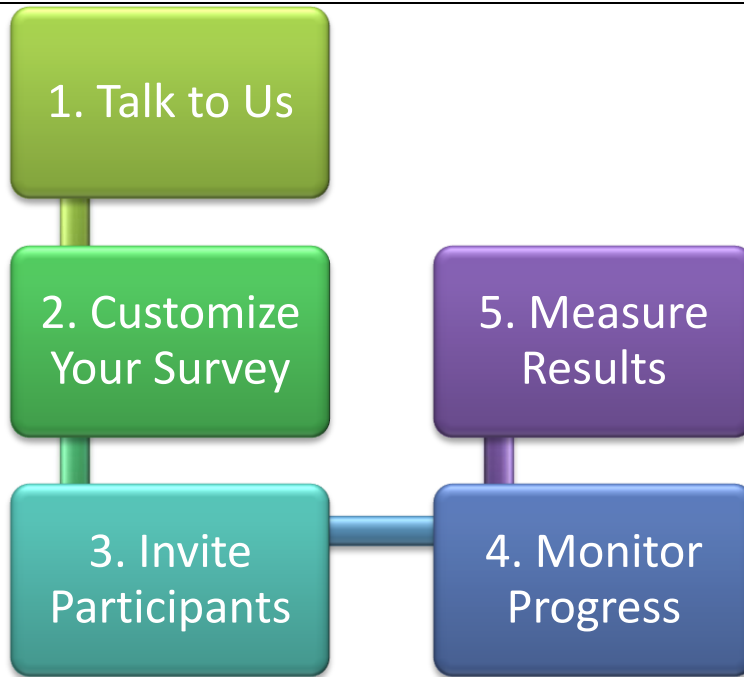 1. Talk to Us
2. Customize
Your Survey
3. Invite
Participants
4. Monitor
Progress
5. Measure
Results